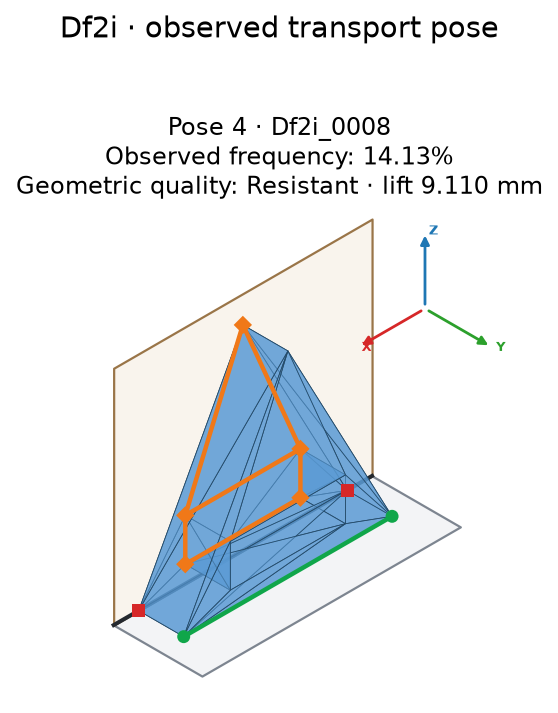 Df2i · observed transport pose
Pose 4 · Df2i_0008
Observed frequency: 14.13%
Geometric quality: Resistant · lift 9.110 mm
Z
X
Y